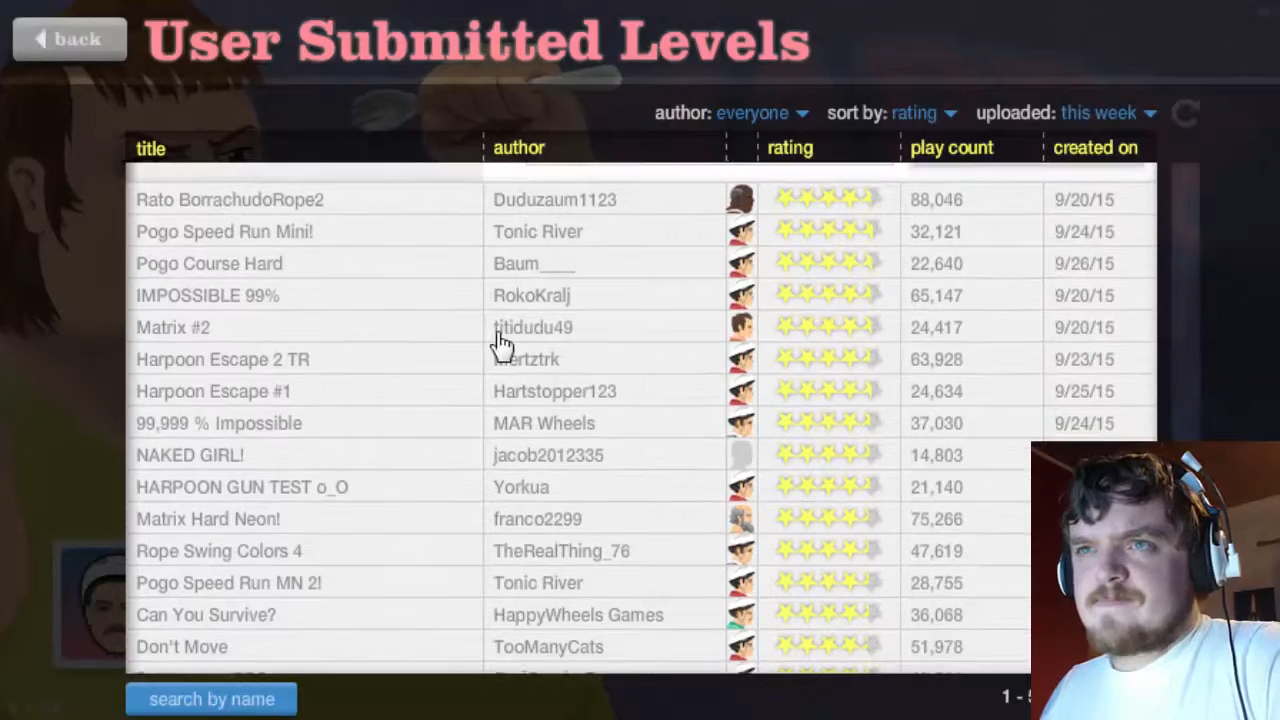 back
User Submitted Levels
author: everyone sort by: rating uploaded: this week
title author rating play count created on
Rato BorrachudoRope2 Duduzaum1123 88,046 9/20/15
Pogo Speed Run Mini! Tonic River 32,121 9/24/15
Pogo Course Hard Baum____ 22,640 9/26/15
IMPOSSIBLE 99% RokoKralj 65,147 9/20/15
Matrix #2 titidudu49 24,417 9/20/15
Harpoon Escape 2 TR 63,928 9/23/15
Harpoon Escape #1 Hartstopper123 24,634 9/25/15
99,999 % Impossible MAR Wheels 37,030 9/24/15
NAKED GIRL! jacob2012335 14,803
HARPOON GUN TEST o_O Yorkua 21,140
Matrix Hard Neon! franco2299 75,266
Rope Swing Colors 4 TheRealThing_76 47,619
Pogo Speed Run MN 2! Tonic River 28,755
Can You Survive? HappyWheels Games 36,068
Don't Move TooManyCats 51,978
search by name 1 -